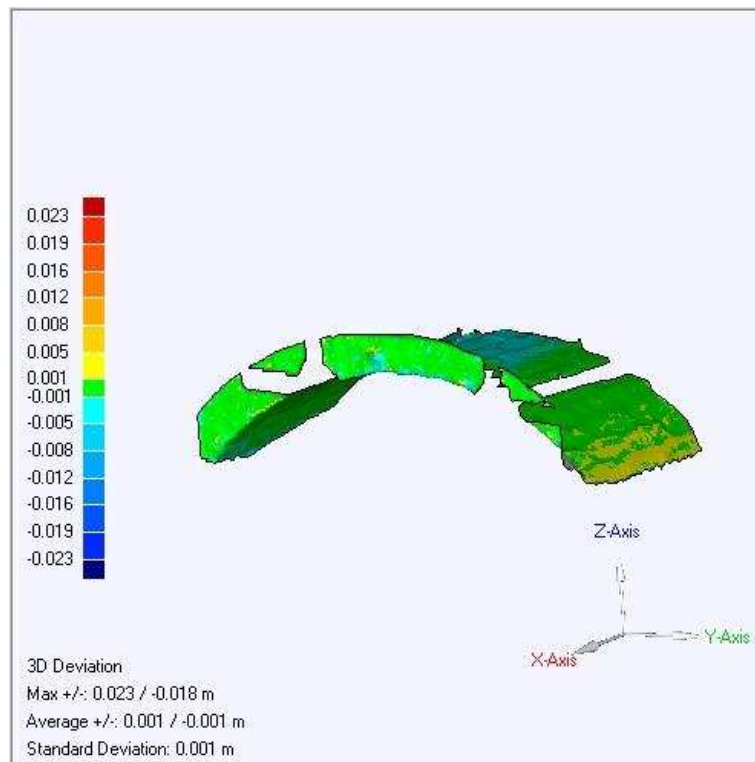 0.023
0.019
0.016
0.012
0.008
0.005
0.001
-0.001
-0.005
-0.008
-0.012
-0.016
-0.019
-0.023
Z-Axis
X-Axis
Y-Axis
3D Deviation
Max +/-: 0.023 / -0.018 m
Average +/-: 0.001 / -0.001 m
Standard Deviation: 0.001 m